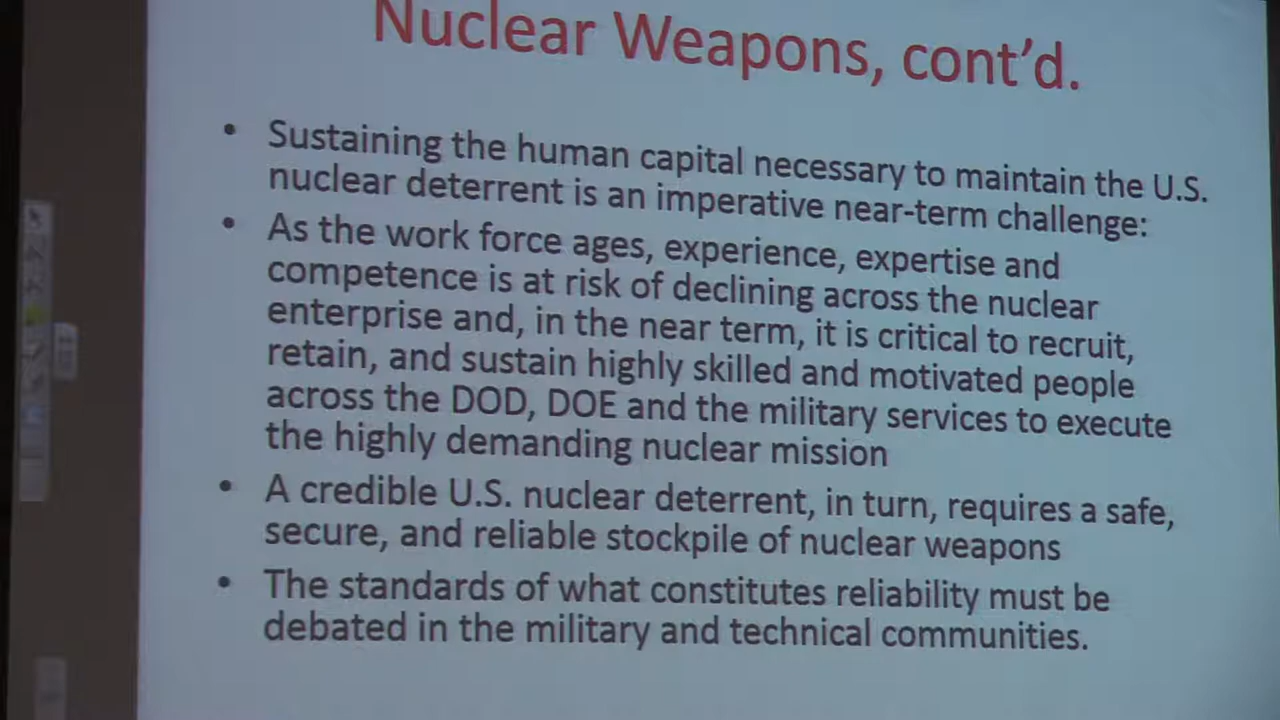 Nuclear Weapons, cont'd.
• Sustaining the human capital necessary to maintain the U.S.
nuclear deterrent is an imperative near-term challenge:
• As the work force ages, experience, expertise and
competence is at risk of declining across the nuclear
enterprise and, in the near term, it is critical to recruit,
retain, and sustain highly skilled and motivated people
across the DOD, DOE and the military services to execute
the highly demanding nuclear mission
• A credible U.S. nuclear deterrent, in turn, requires a safe,
secure, and reliable stockpile of nuclear weapons
• The standards of what constitutes reliability must be
debated in the military and technical communities.